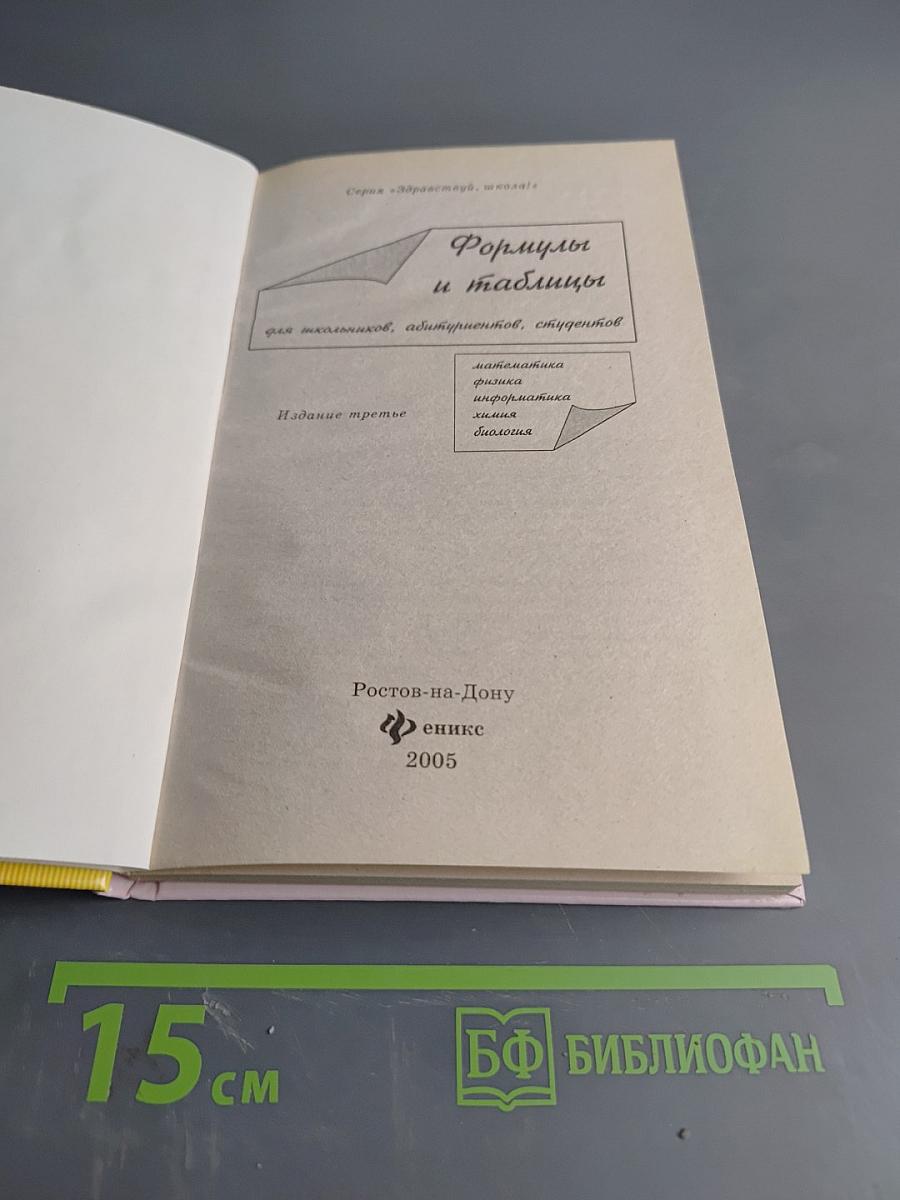 Серия «Здравствуй, школа!»
Формулы
и таблицы
для школьников, абитуриентов, студентов
математика
физика
информатика
химия
биология
Издание третье
Ростов-на-Дону
Феникс
2005
15 см
БФ БИБЛИОФАН